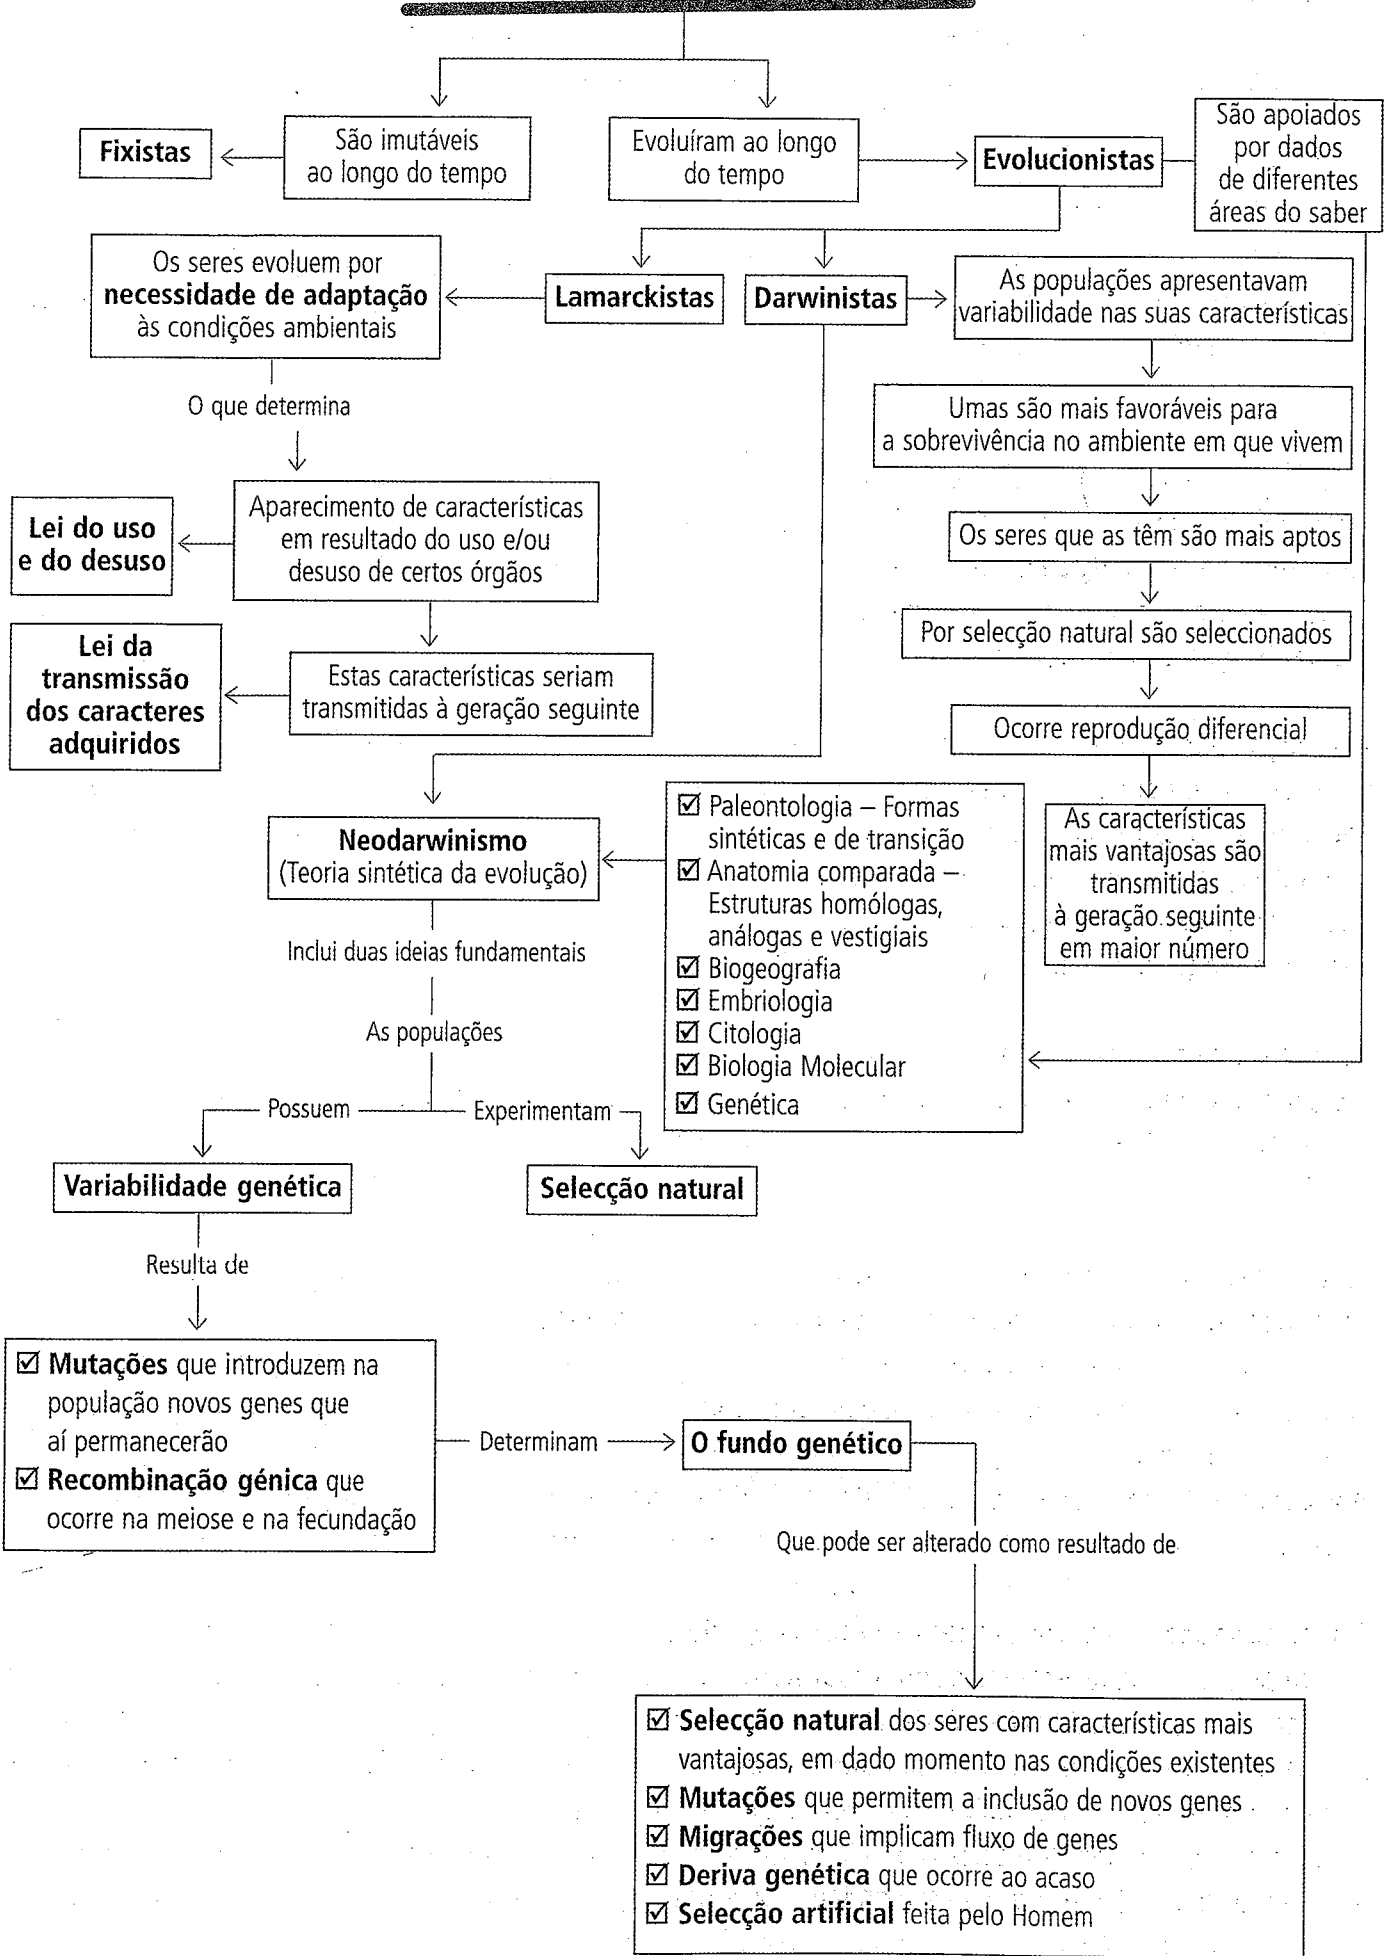 São imutáveis
ao longo do tempo
Fixistas
Evoluíram ao longo
do tempo
Evolucionistas
São apoiados
por dados
de diferentes
áreas do saber
Os seres evoluem por
necessidade de adaptação
às condições ambientais
Lamarckistas
Darwinistas
As populações apresentavam
variabilidade nas suas características
O que determina
Umas são mais favoráveis para
a sobrevivência no ambiente em que vivem
Lei do uso
e do desuso
Aparecimento de características
em resultado do uso e/ou
desuso de certos órgãos
Os seres que as têm são mais aptos
Por selecção natural são seleccionados
Lei da
transmissão
dos caracteres
adquiridos
Estas características seriam
transmitidas à geração seguinte
Ocorre reprodução diferencial
As características
mais vantajosas são
transmitidas
à geração seguinte
em maior número
Neodarwinismo
(Teoria sintética da evolução)
☑ Paleontologia – Formas
sintéticas e de transição
☑ Anatomia comparada –
Estruturas homólogas,
análogas e vestigiais
☑ Biogeografia
☑ Embriologia
☑ Citologia
☑ Biologia Molecular
☑ Genética
Inclui duas ideias fundamentais
As populações
Possuem
Experimentam
Variabilidade genética
Selecção natural
Resulta de
☑ Mutações que introduzem na
população novos genes que
aí permanecerão
☑ Recombinação génica que
ocorre na meiose e na fecundação
Determinam
O fundo genético
Que pode ser alterado como resultado de
☑ Selecção natural dos seres com características mais
vantajosas, em dado momento nas condições existentes
☑ Mutações que permitem a inclusão de novos genes
☑ Migrações que implicam fluxo de genes
☑ Deriva genética que ocorre ao acaso
☑ Selecção artificial feita pelo Homem